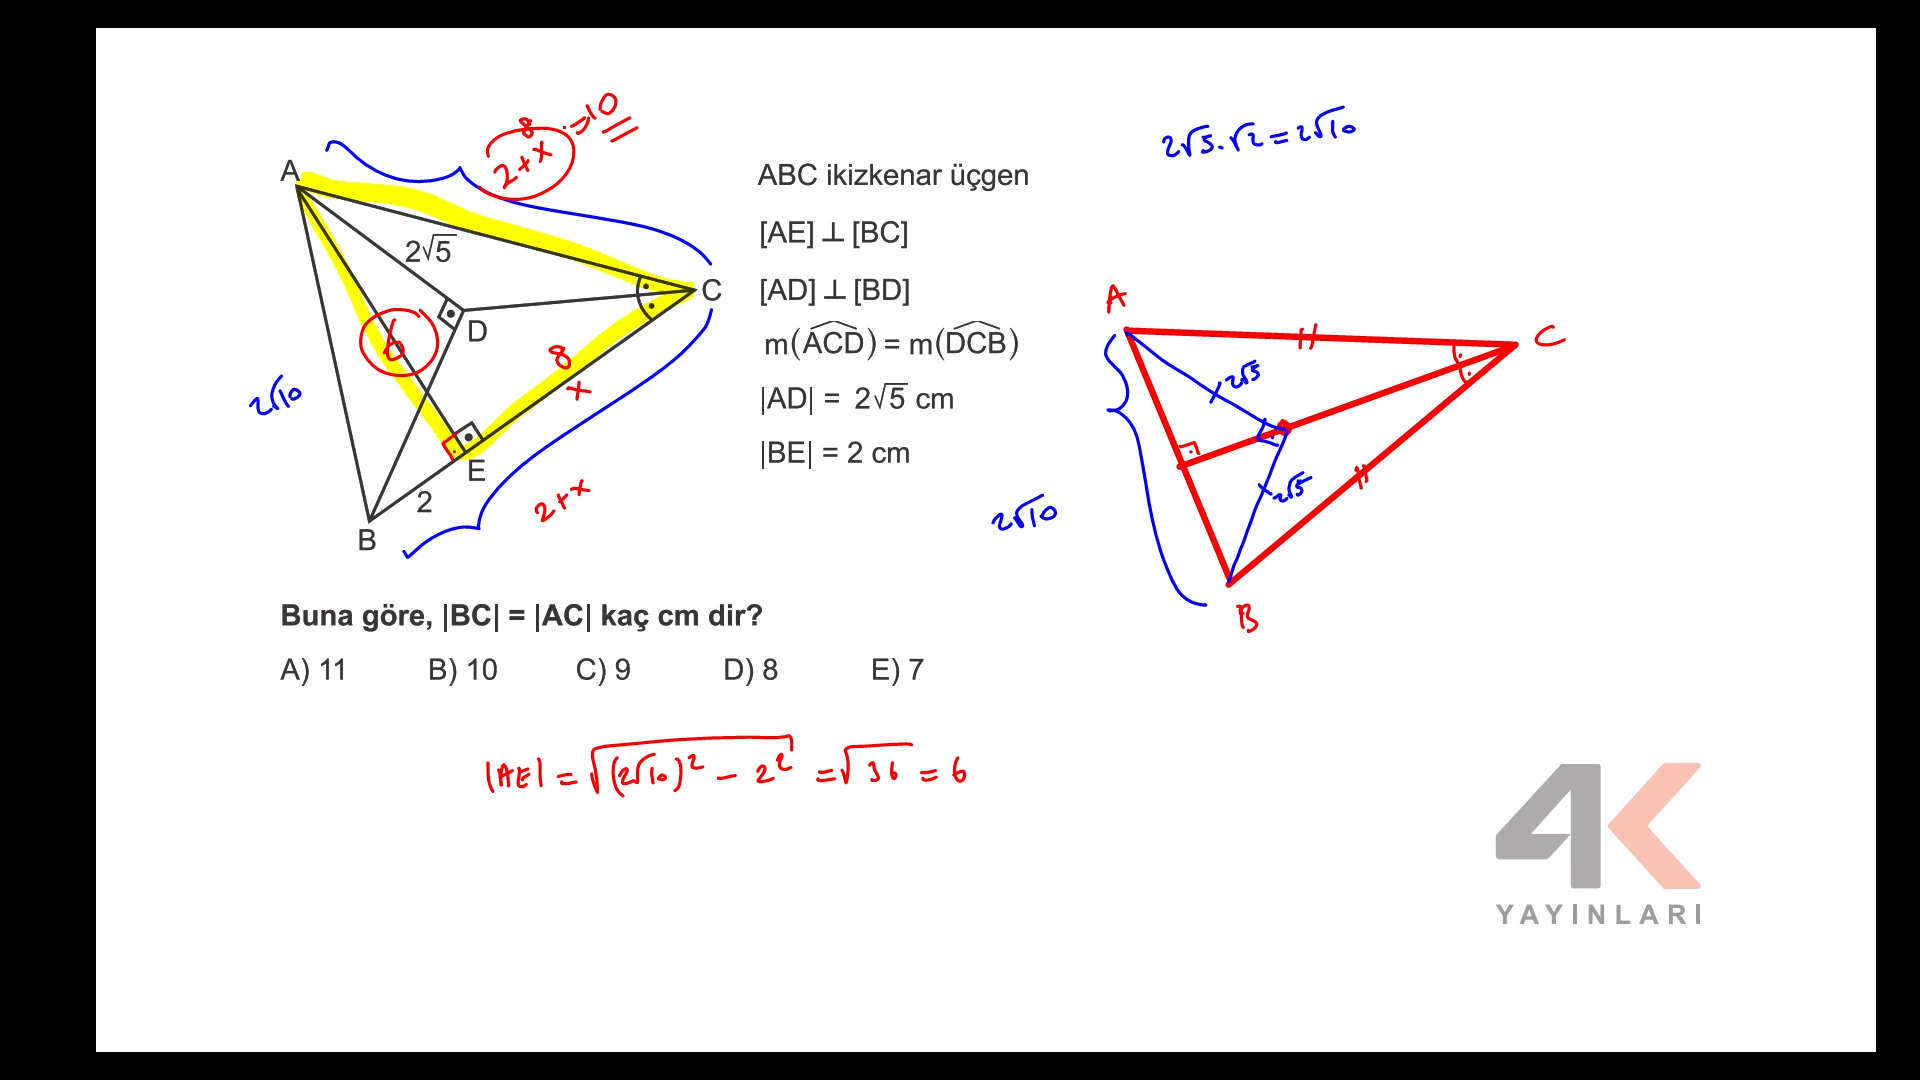 8
2+x ⇒10
A
2√5
C
D
6
2√10
8
x
E
2
2+x
B
ABC ikizkenar üçgen
[AE] ⊥ [BC]
[AD] ⊥ [BD]
m(ACD) = m(DCB)
|AD| = 2√5 cm
|BE| = 2 cm
2√5.√2=2√10
A
C
2√5
2√5
2√10
B
Buna göre, |BC| = |AC| kaç cm dir?
A) 11 B) 10 C) 9 D) 8 E) 7
|AE| = √(2√10)² - 2² = √36 = 6
4K
YAYINLARI